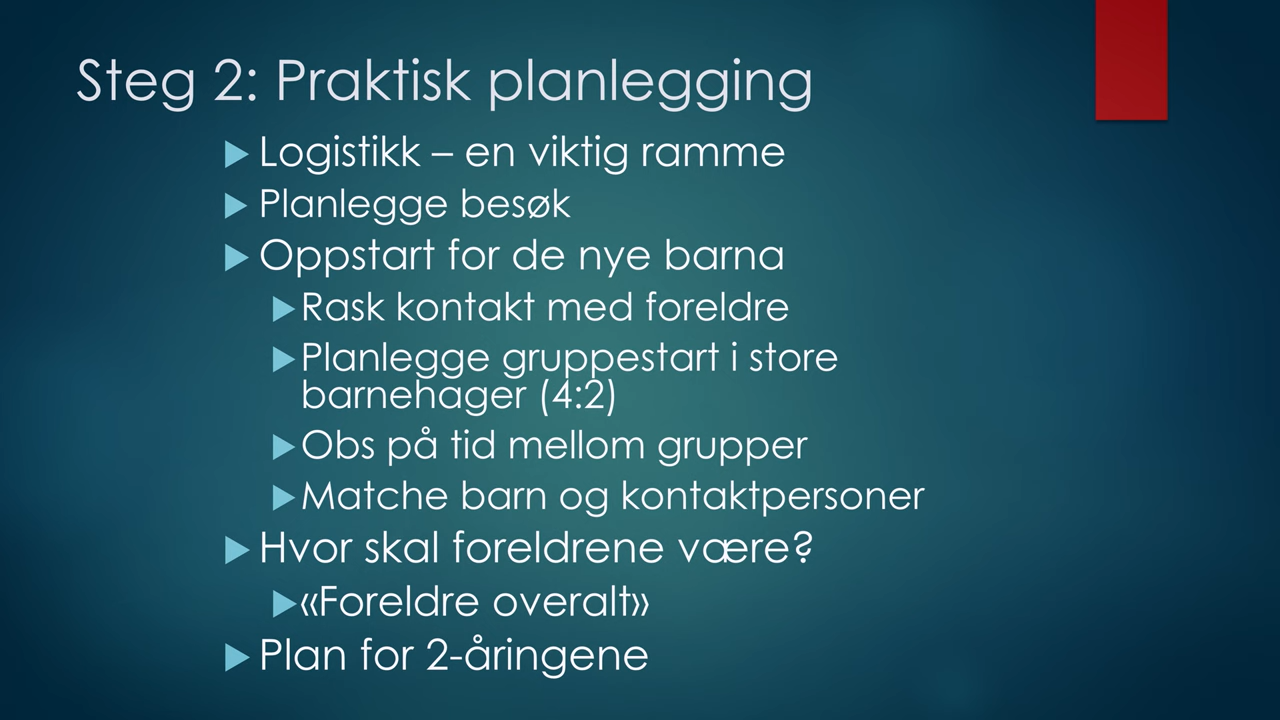 Steg 2: Praktisk planlegging
Logistikk – en viktig ramme
Planlegge besøk
Oppstart for de nye barna
Rask kontakt med foreldre
Planlegge gruppestart i store
barnehager (4:2)
Obs på tid mellom grupper
Matche barn og kontaktpersoner
Hvor skal foreldrene være?
«Foreldre overalt»
Plan for 2-åringene